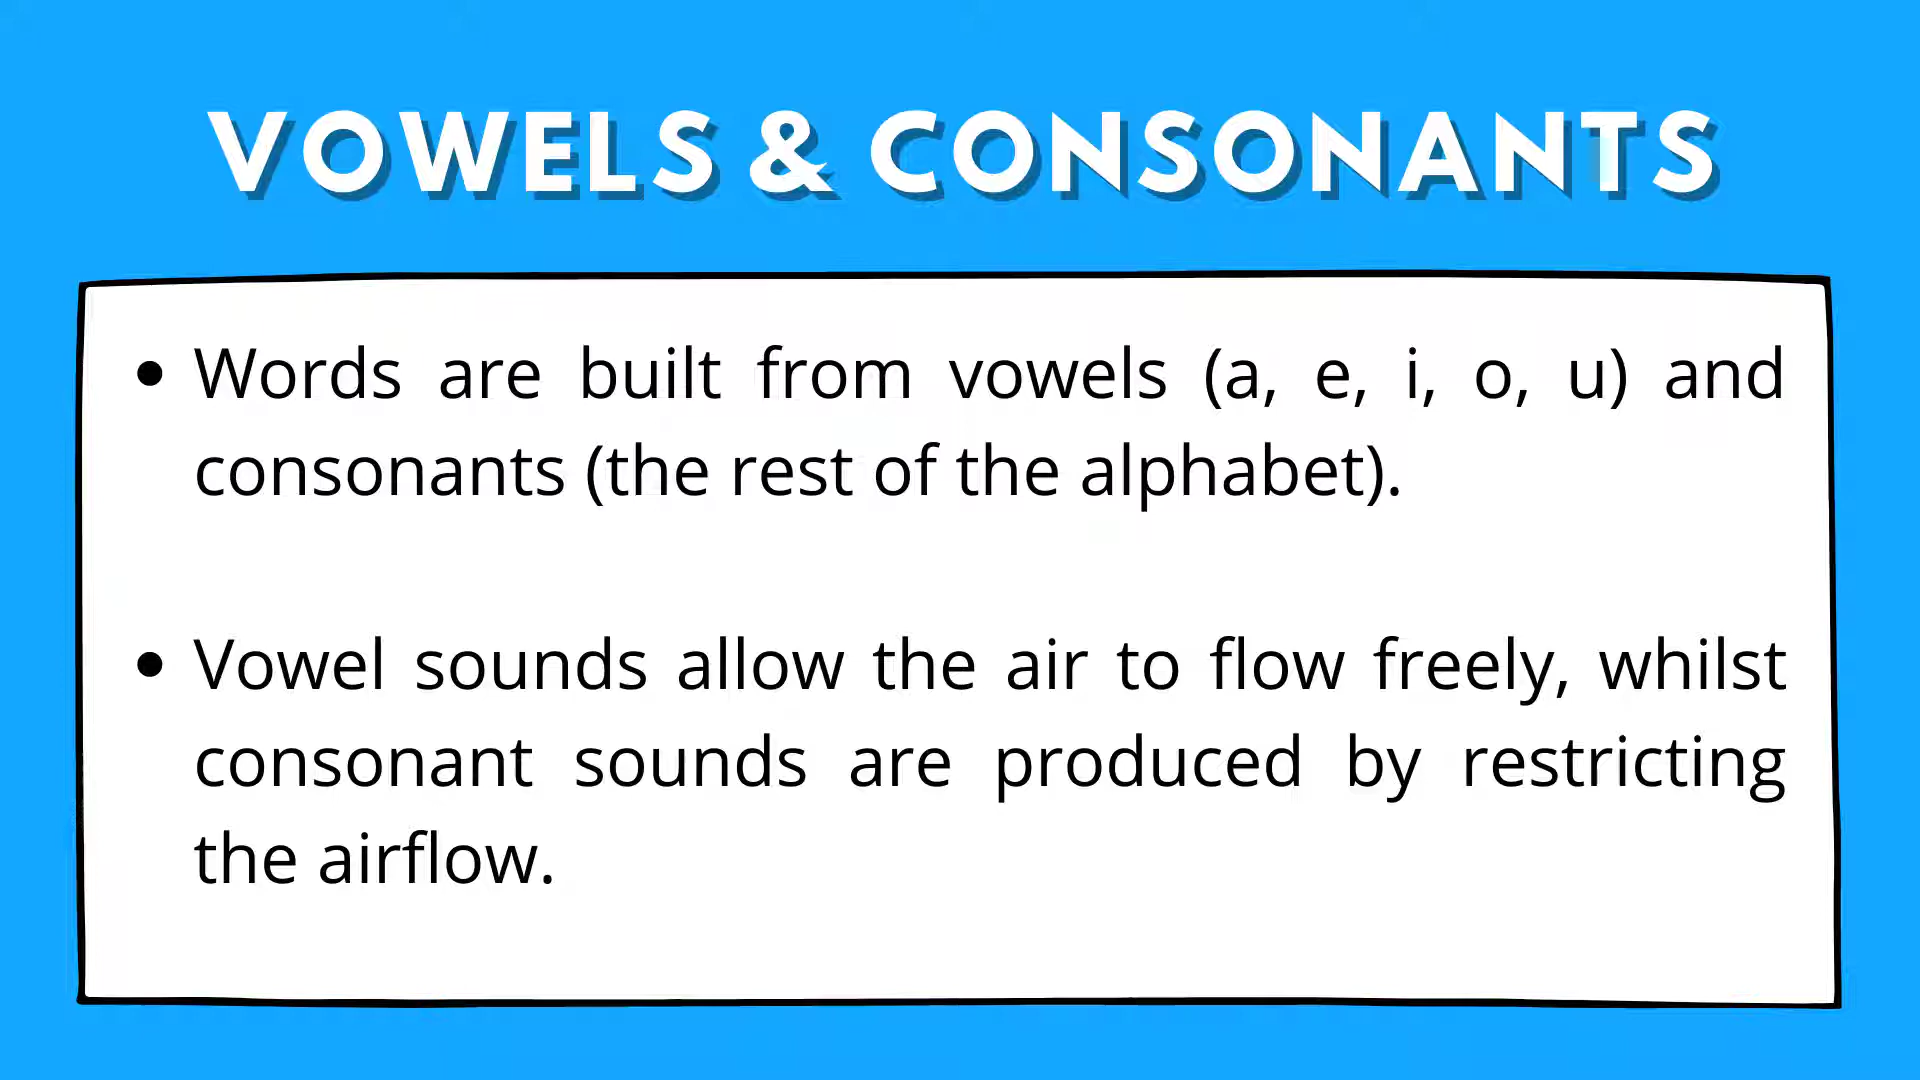 VOWELS & CONSONANTS
• Words are built from vowels (a, e, i, o, u) and
consonants (the rest of the alphabet).
• Vowel sounds allow the air to flow freely, whilst
consonant sounds are produced by restricting
the airflow.